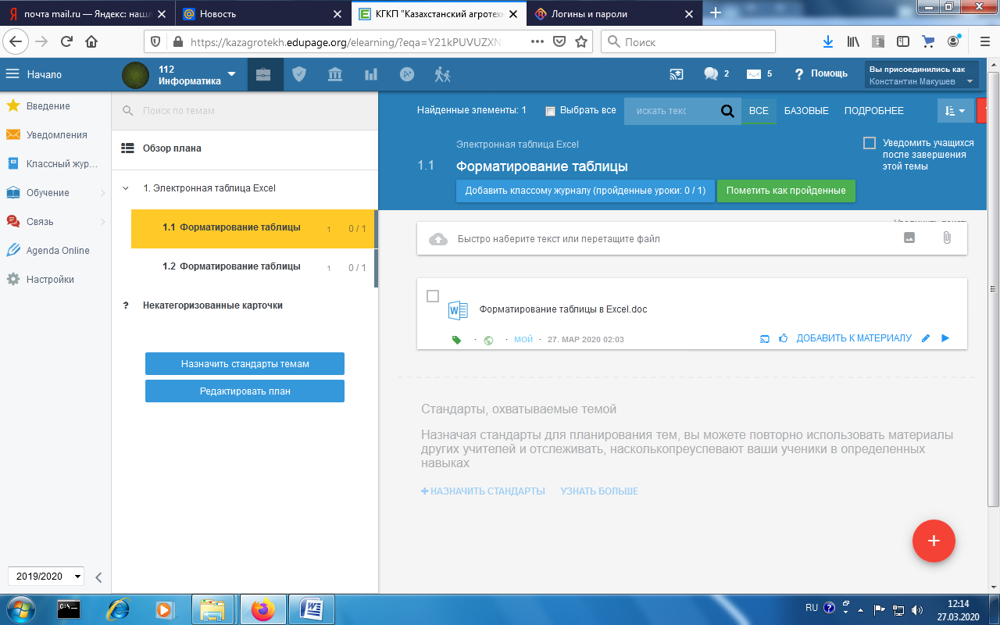 почта mail.ru — Яндекс: наш
Новость
КГКП "Казахстанский агротехн
Логины и пароли
https://kazagrotekh.edupage.org/elearning/?eqa=Y21kPUVUZXN
Поиск
Начало
112
Информатика
2
5
Помощь
Вы присоединились как
Константин Макушев
Введение
Уведомления
Классный жур...
Обучение
Связь
Agenda Online
Настройки
2019/2020
Поиск по темам
Обзор плана
1. Электронная таблица Excel
1.1 Форматирование таблицы 1 0 / 1
1.2 Форматирование таблицы 1 0 / 1
? Некатегоризованные карточки
Назначить стандарты темам
Редактировать план
Найденные элементы: 1
Выбрать все
искать текс
ВСЕ
БАЗОВЫЕ
ПОДРОБНЕЕ
Электронная таблица Excel
1.1 Форматирование таблицы
Уведомить учащихся
после завершения
этой темы
Добавить классому журналу (пройденные уроки: 0 / 1)
Пометить как пройденные
Быстро наберите текст или перетащите файл
Форматирование таблицы в Excel.doc
· · МОЙ · 27. МАР 2020 02:03
ДОБАВИТЬ К МАТЕРИАЛУ
Стандарты, охватываемые темой
Назначая стандарты для планирования тем, вы можете повторно использовать материалы
других учителей и отслеживать, насколькопреуспевают ваши ученики в определенных
навыках
+ НАЗНАЧИТЬ СТАНДАРТЫ
УЗНАТЬ БОЛЬШЕ
+
C:\
RU
12:14
27.03.2020